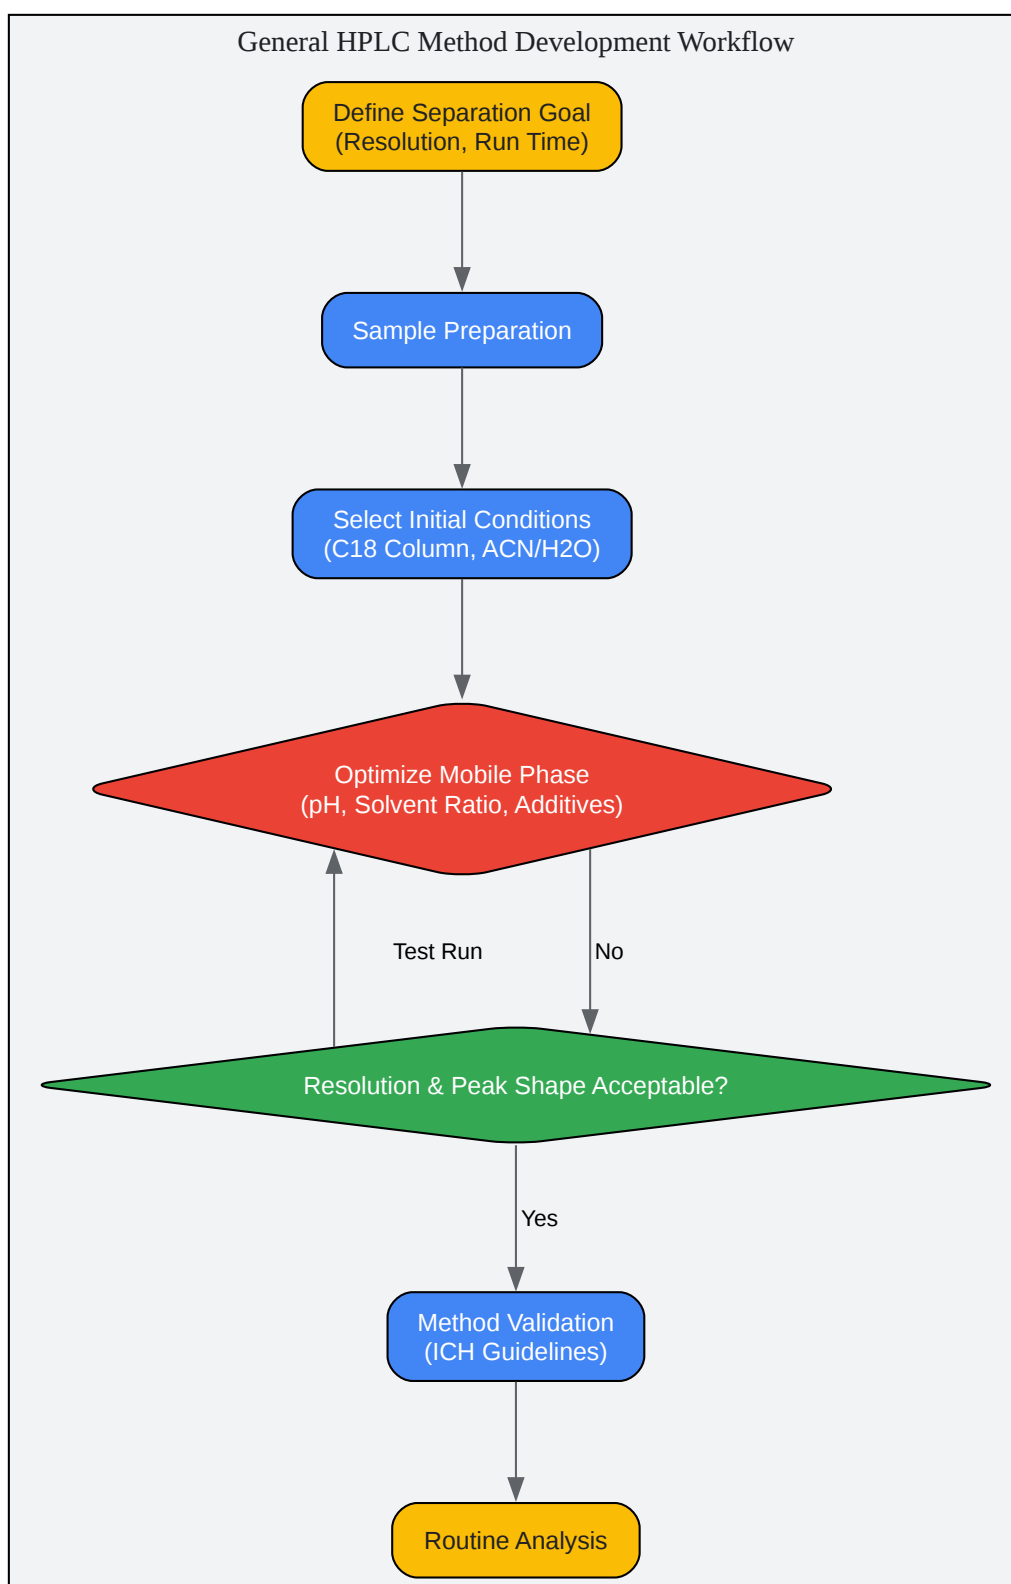 General HPLC Method Development Workflow
Define Separation Goal
(Resolution, Run Time)
Sample Preparation
Select Initial Conditions
(C18 Column, ACN/H2O)
Optimize Mobile Phase
(pH, Solvent Ratio, Additives)
Test Run
No
Resolution & Peak Shape Acceptable?
Yes
Method Validation
(ICH Guidelines)
Routine Analysis